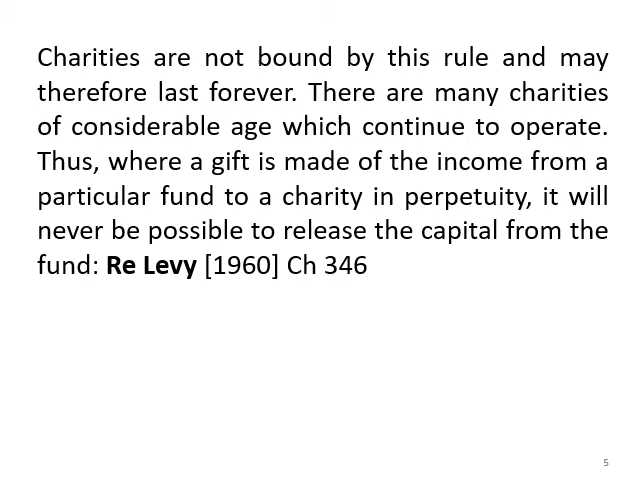 Charities are not bound by this rule and may
therefore last forever. There are many charities
of considerable age which continue to operate.
Thus, where a gift is made of the income from a
particular fund to a charity in perpetuity, it will
never be possible to release the capital from the
fund: Re Levy [1960] Ch 346
5